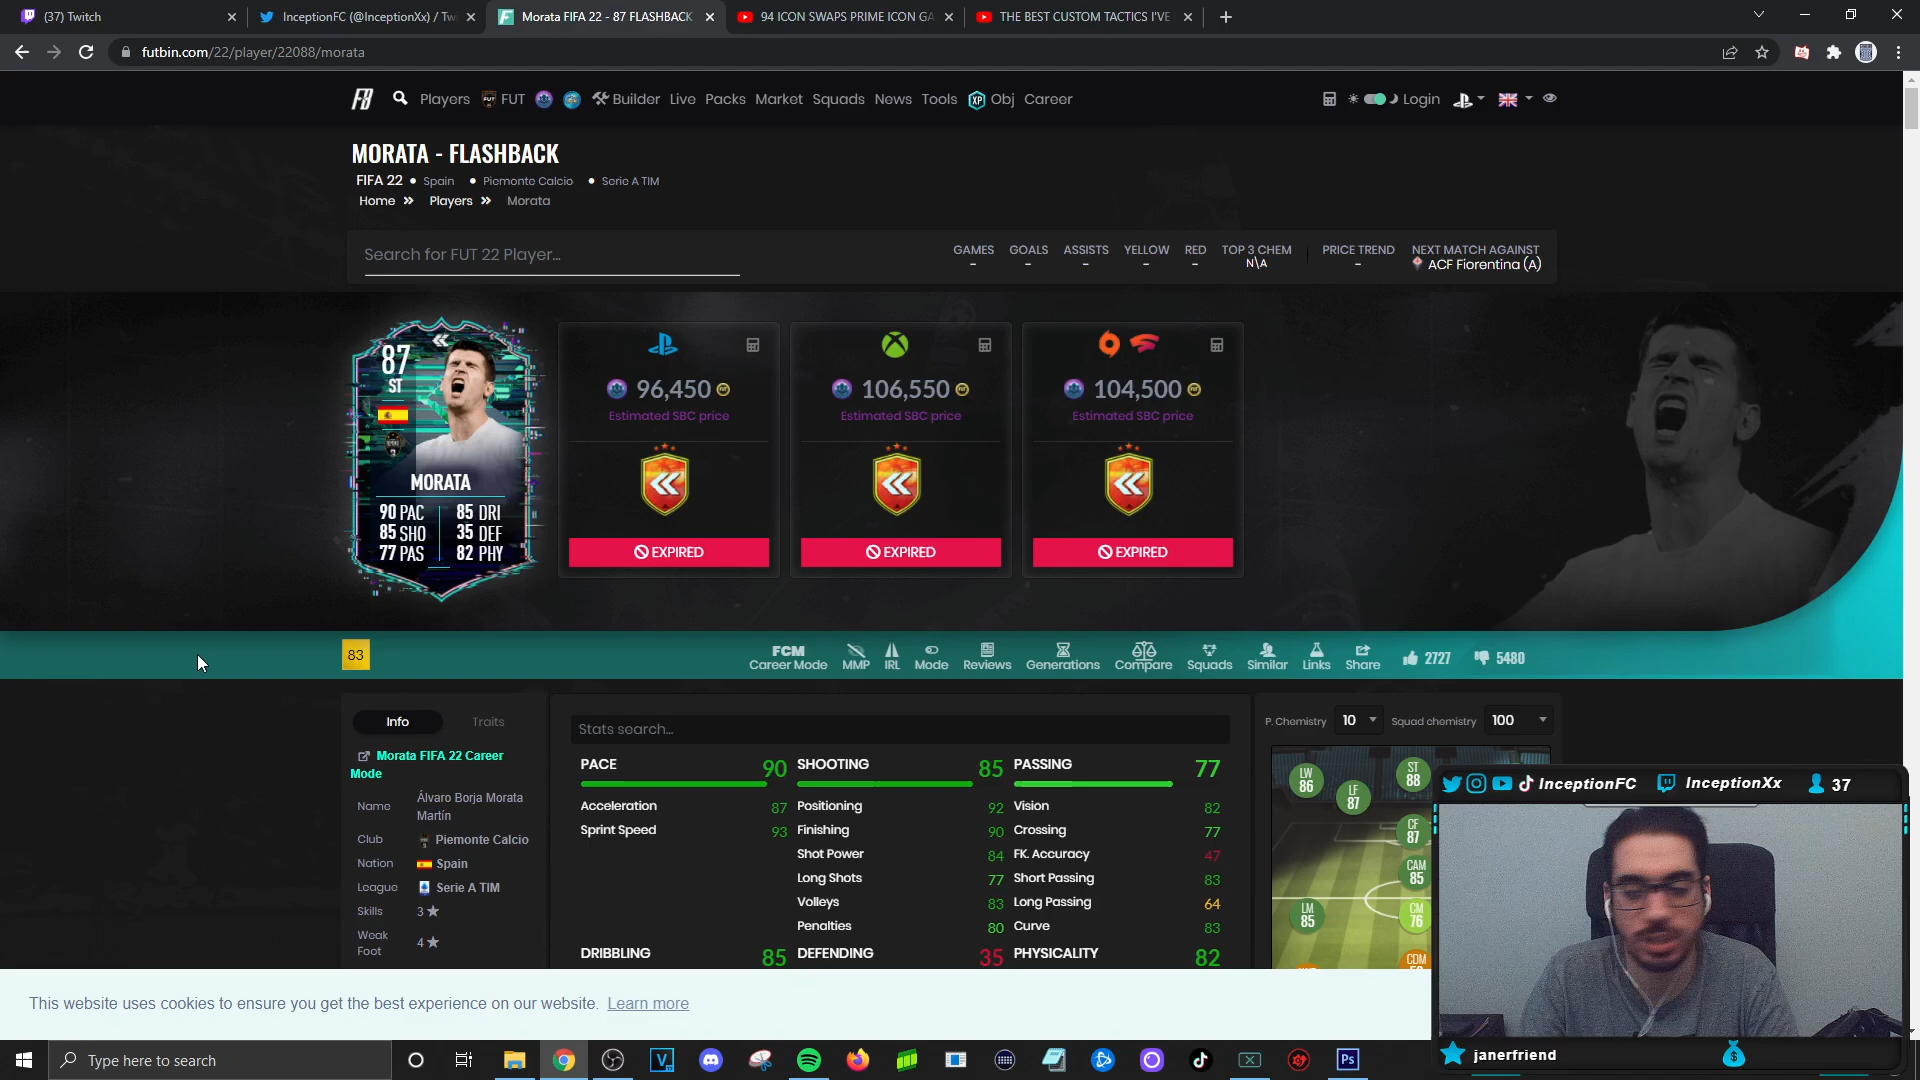 (37) Twitch
InceptionFC (@InceptionXx) / Tw
Morata FIFA 22 - 87 FLASHBACK
94 ICON SWAPS PRIME ICON GA
THE BEST CUSTOM TACTICS I'VE
futbin.com/22/player/22088/morata
Players FUT Builder Live Packs Market Squads News Tools Obj Career
Login
MORATA - FLASHBACK
FIFA 22 • Spain • Piemonte Calcio • Serie A TIM
Home » Players » Morata
Search for FUT 22 Player...
GAMES GOALS ASSISTS YELLOW RED TOP 3 CHEM PRICE TREND NEXT MATCH AGAINST
- - - - - N\A - ACF Fiorentina (A)
87
ST
MORATA
90 PAC 85 DRI
85 SHO 35 DEF
77 PAS 82 PHY
96,450
Estimated SBC price
EXPIRED
106,550
Estimated SBC price
EXPIRED
104,500
Estimated SBC price
EXPIRED
83
FCM
Career Mode MMP IRL Mode Reviews Generations Compare Squads Similar Links Share 2727 5480
Info Traits
Morata FIFA 22 Career
Mode
Name Álvaro Borja Morata
Martín
Club Piemonte Calcio
Nation Spain
League Serie A TIM
Skills 3★
Weak
Foot 4★
Stats search...
PACE 90
Acceleration 87
Sprint Speed 93
SHOOTING 85
Positioning 92
Finishing 90
Shot Power 84
Long Shots 77
Volleys 83
Penalties 80
PASSING 77
Vision 82
Crossing 77
FK. Accuracy 47
Short Passing 83
Long Passing 64
Curve 83
DRIBBLING 85 DEFENDING 35 PHYSICALITY 82
P. Chemistry 10 Squad chemistry 100
LW
86
LF
87
ST
88
CF
87
CAM
85
LM
85
CM
76
CDM
InceptionFC InceptionXx 37
janerfriend
This website uses cookies to ensure you get the best experience on our website. Learn more
Type here to search
Ps